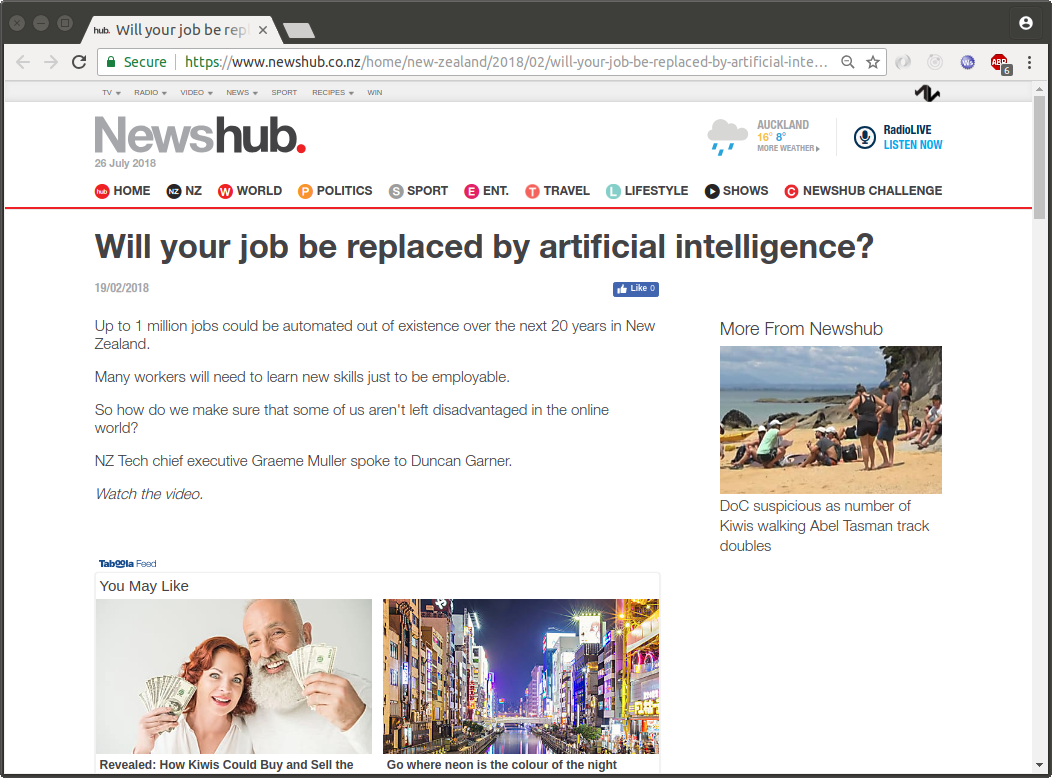 hub. Will your job be rep
Secure https://www.newshub.co.nz/home/new-zealand/2018/02/will-your-job-be-replaced-by-artificial-inte...
Ws
ABP
6
TV RADIO VIDEO NEWS SPORT RECIPES WIN
Newshub.
26 July 2018
AUCKLAND
16° 8°
MORE WEATHER
RadioLIVE
LISTEN NOW
hub HOME NZ NZ W WORLD P POLITICS S SPORT E ENT. T TRAVEL L LIFESTYLE SHOWS C NEWSHUB CHALLENGE
Will your job be replaced by artificial intelligence?
19/02/2018
Like 0
Up to 1 million jobs could be automated out of existence over the next 20 years in New
Zealand.
Many workers will need to learn new skills just to be employable.
So how do we make sure that some of us aren't left disadvantaged in the online
world?
NZ Tech chief executive Graeme Muller spoke to Duncan Garner.
Watch the video.
More From Newshub
DoC suspicious as number of
Kiwis walking Abel Tasman track
doubles
Taboola Feed
You May Like
Revealed: How Kiwis Could Buy and Sell the
Go where neon is the colour of the night